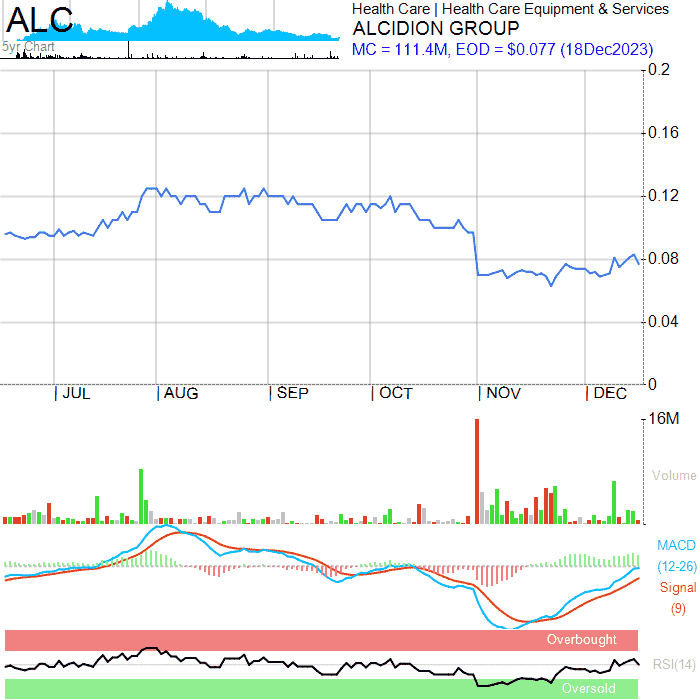 ALC
5yr Chart
Health Care | Health Care Equipment & Services
ALCIDION GROUP
MC = 111.4M, EOD = $0.077 (18Dec2023)
0.2
0.16
0.12
0.08
0.04
0
| JUL | AUG | SEP | OCT | NOV | DEC
16M
Volume
MACD
(12-26)
Signal
(9)
Overbought
RSI(14)
Oversold